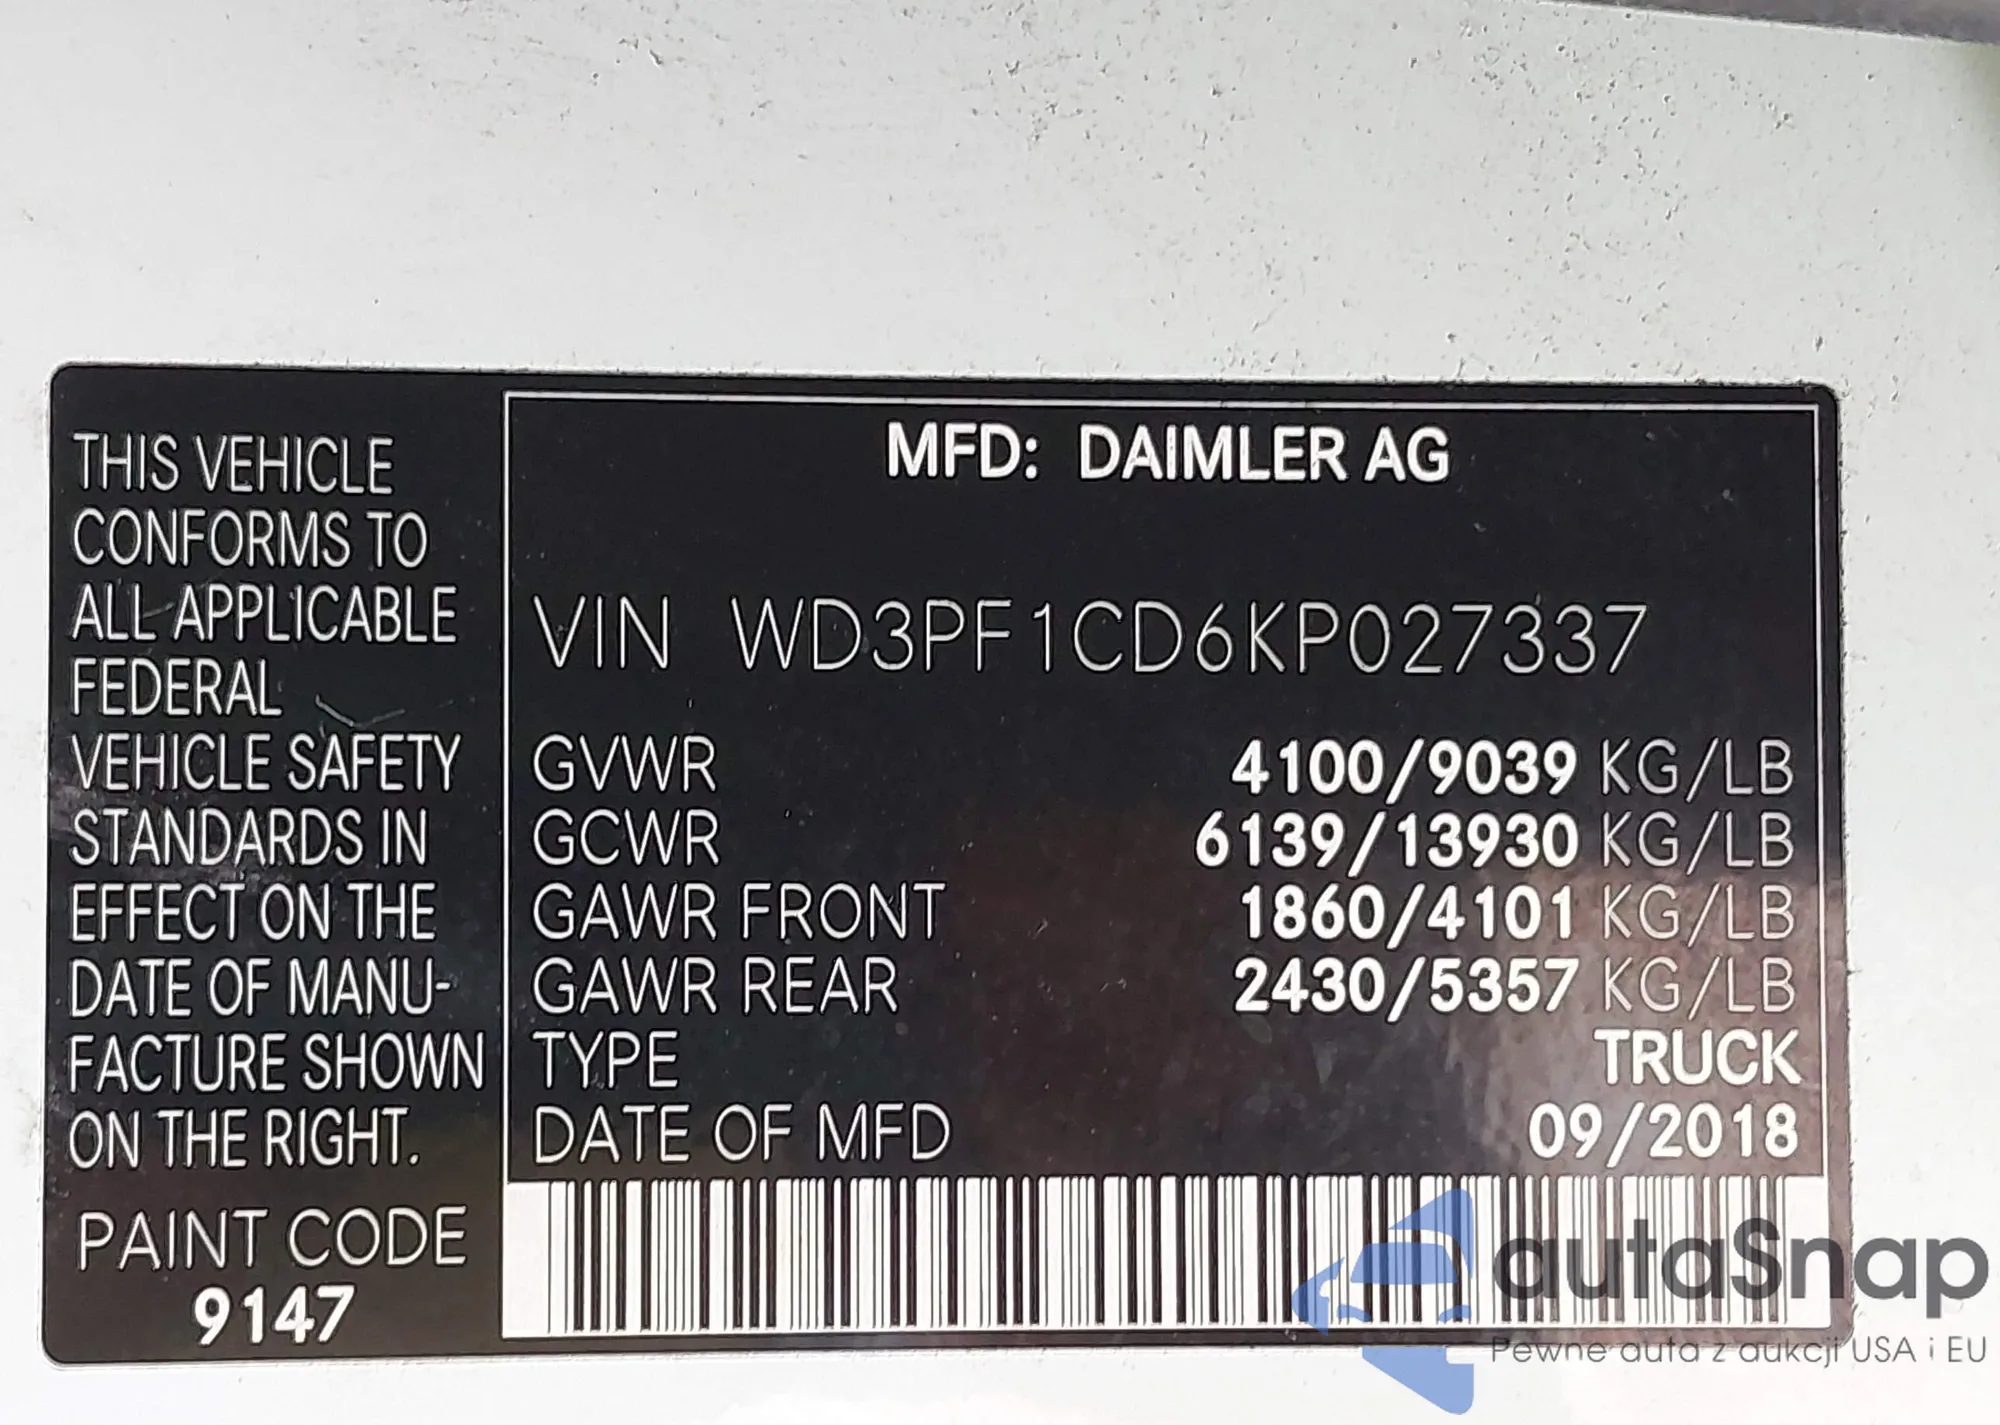 THIS VEHICLE
CONFORMS TO
ALL APPLICABLE
FEDERAL
VEHICLE SAFETY
STANDARDS IN
EFFECT ON THE
DATE OF MANU-
FACTURE SHOWN
ON THE RIGHT.
PAINT CODE
9147
MFD: DAIMLER AG
VIN WD3PF1CD6KP027337
GVWR 4100/9039 KG/LB
GCWR 6139/13930 KG/LB
GAWR FRONT 1860/4101 KG/LB
GAWR REAR 2430/5357 KG/LB
TYPE TRUCK
DATE OF MFD 09/2018
autaSnap
Pewne auta z aukcji USA i EU